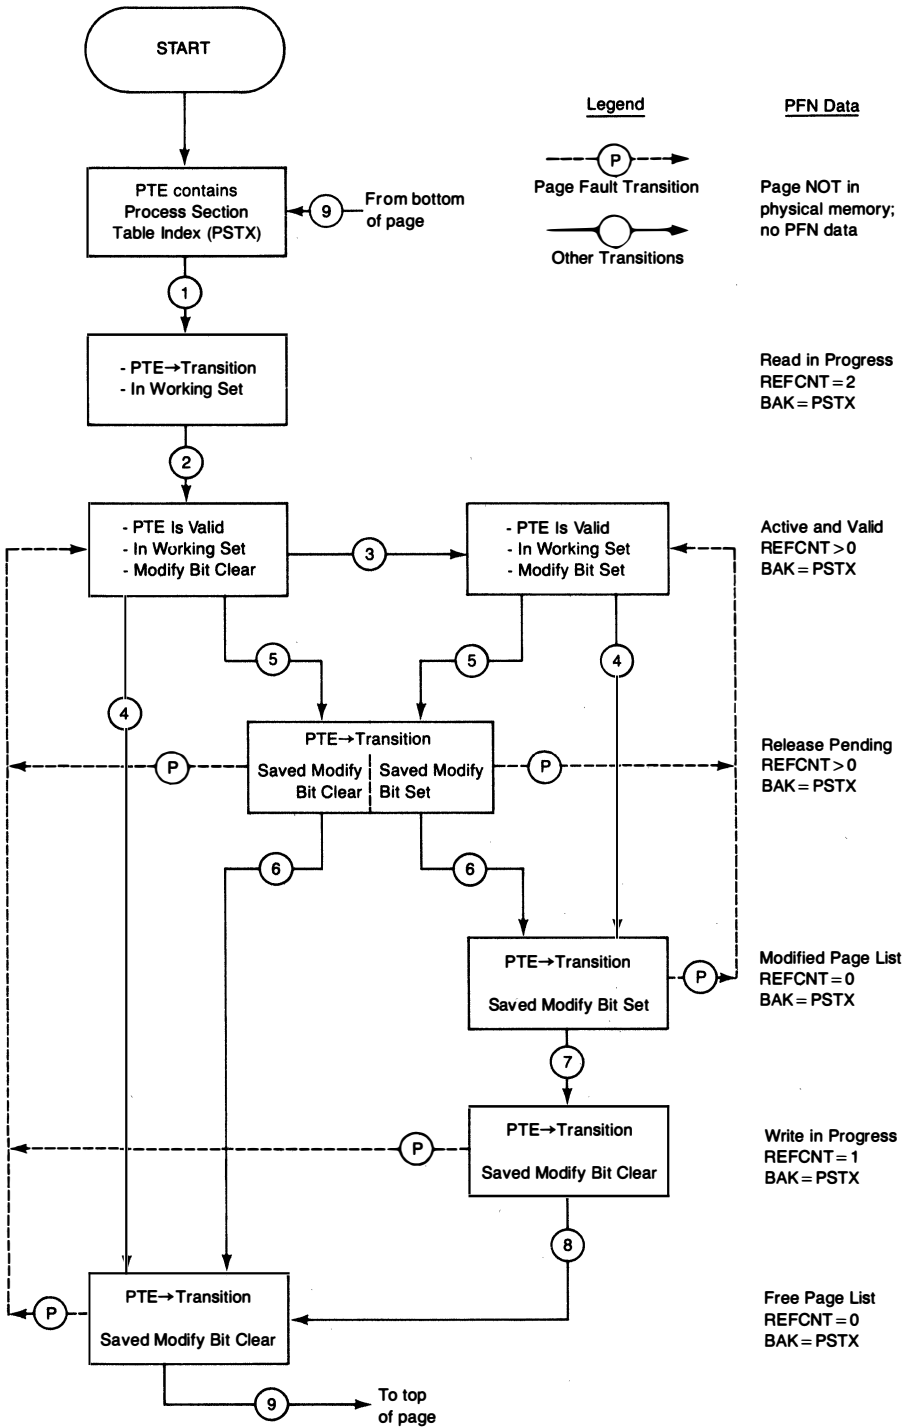 START
Legend
PFN Data
P
Page Fault Transition
Other Transitions
Page NOT in
physical memory;
no PFN data
PTE contains
Process Section
Table Index (PSTX)
9
From bottom
of page
1
- PTE→Transition
- In Working Set
Read in Progress
REFCNT=2
BAK=PSTX
2
- PTE Is Valid
- In Working Set
- Modify Bit Clear
3
- PTE Is Valid
- In Working Set
- Modify Bit Set
Active and Valid
REFCNT>0
BAK=PSTX
5
5
4
4
PTE→Transition
Saved Modify
Bit Clear
Saved Modify
Bit Set
P
P
Release Pending
REFCNT>0
BAK=PSTX
6
6
PTE→Transition
Saved Modify Bit Set
P
Modified Page List
REFCNT=0
BAK=PSTX
7
P
PTE→Transition
Saved Modify Bit Clear
Write in Progress
REFCNT=1
BAK=PSTX
8
P
PTE→Transition
Saved Modify Bit Clear
Free Page List
REFCNT=0
BAK=PSTX
9
To top
of page